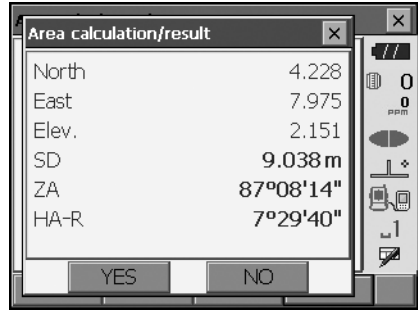 Area calculation/result
North 4.228
East 7.975
Elev. 2.151
SD 9.038 m
ZA 87°08'14"
HA-R 7°29'40"
YES NO
0
0
PPM
1